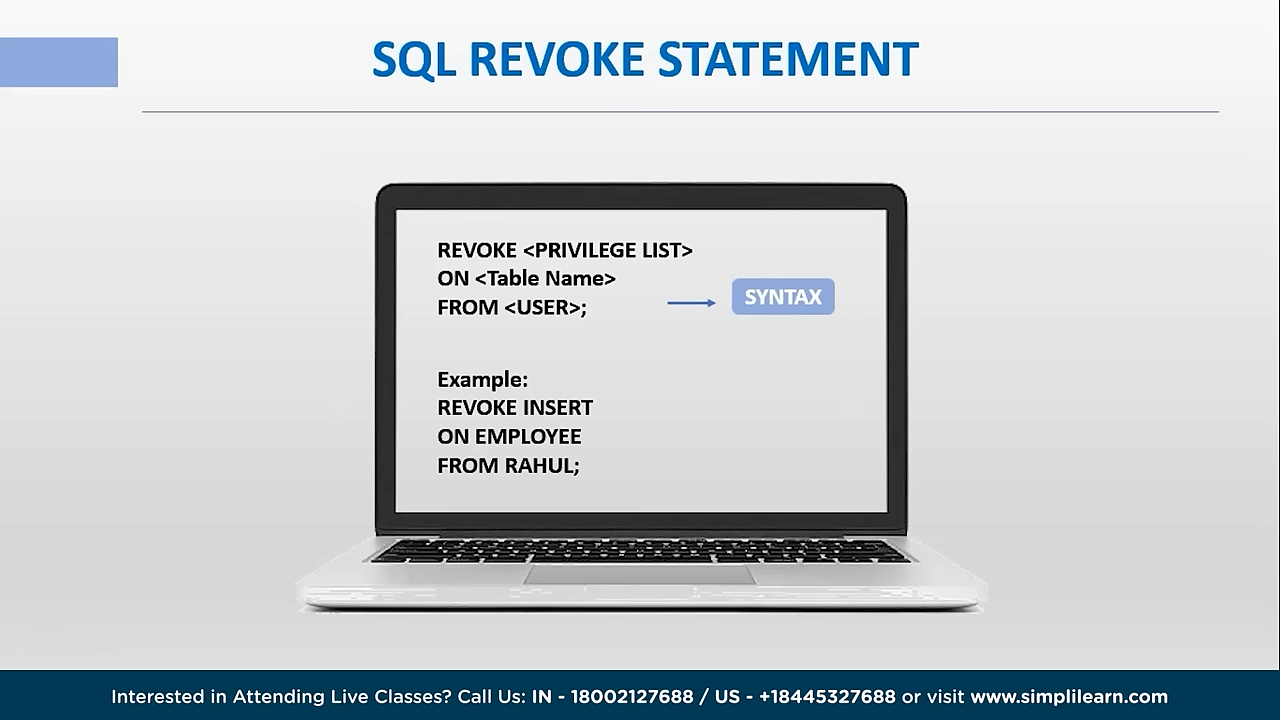 SQL REVOKE STATEMENT
REVOKE <PRIVILEGE LIST>
ON <Table Name>
FROM <USER>;
SYNTAX
Example:
REVOKE INSERT
ON EMPLOYEE
FROM RAHUL;
Interested in Attending Live Classes? Call Us: IN - 18002127688 / US - +18445327688 or visit www.simplilearn.com